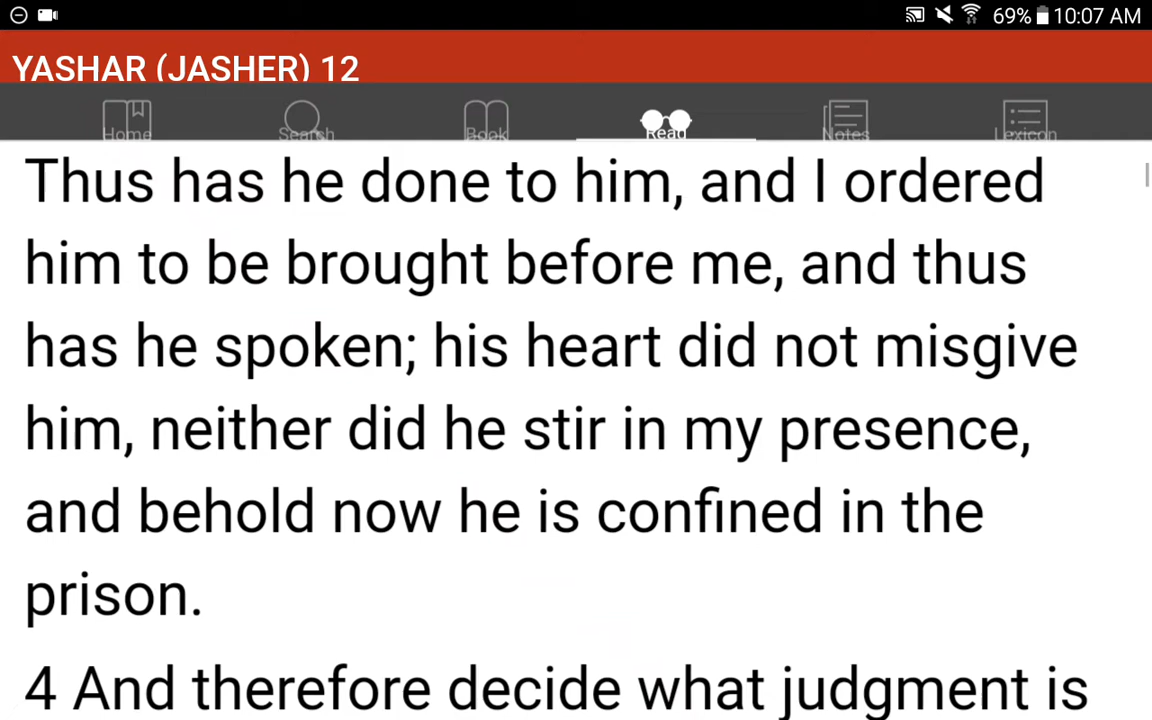 69% 10:07 AM
YASHAR (JASHER) 12
Home Search Book Read Notes Lexicon
Thus has he done to him, and I ordered
him to be brought before me, and thus
has he spoken; his heart did not misgive
him, neither did he stir in my presence,
and behold now he is confined in the
prison.
4 And therefore decide what judgment is